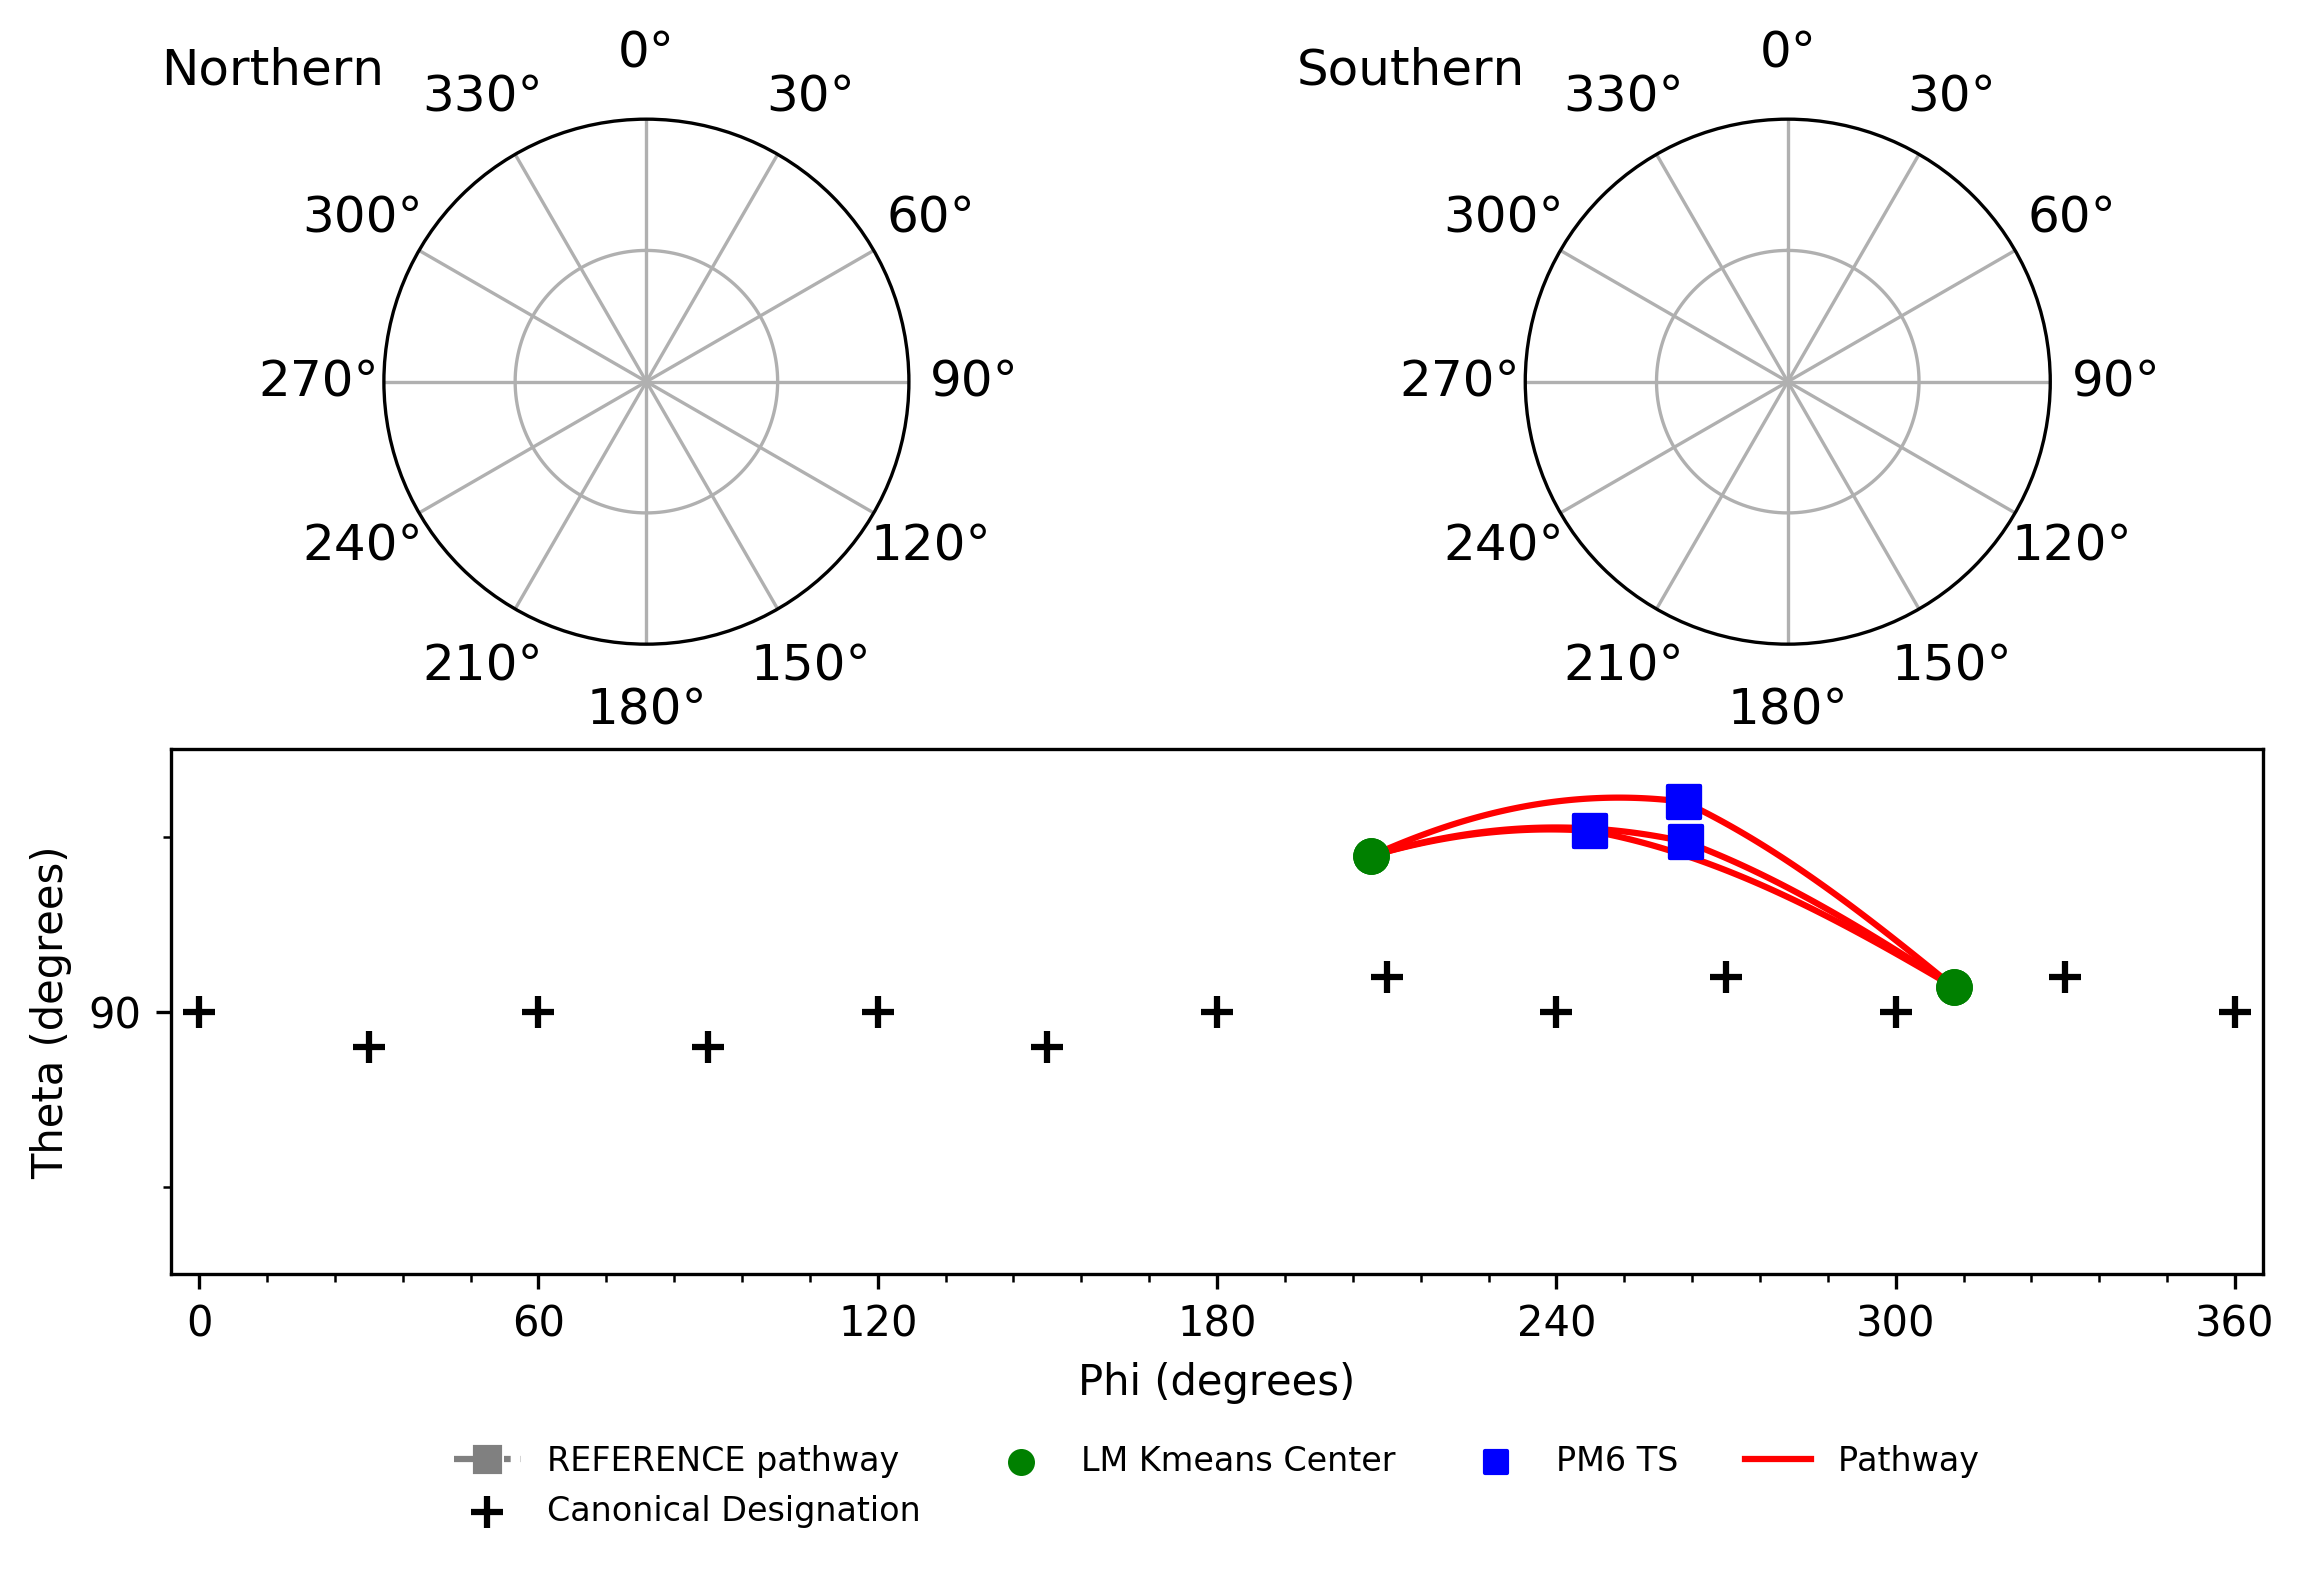 Northern
0°
30°
60°
90°
120°
150°
180°
210°
240°
270°
300°
330°
Southern
0°
30°
60°
90°
120°
150°
180°
210°
240°
270°
300°
330°
Theta (degrees)
90
0 60 120 180 240 300 360
Phi (degrees)
REFERENCE pathway
Canonical Designation
LM Kmeans Center
PM6 TS
Pathway